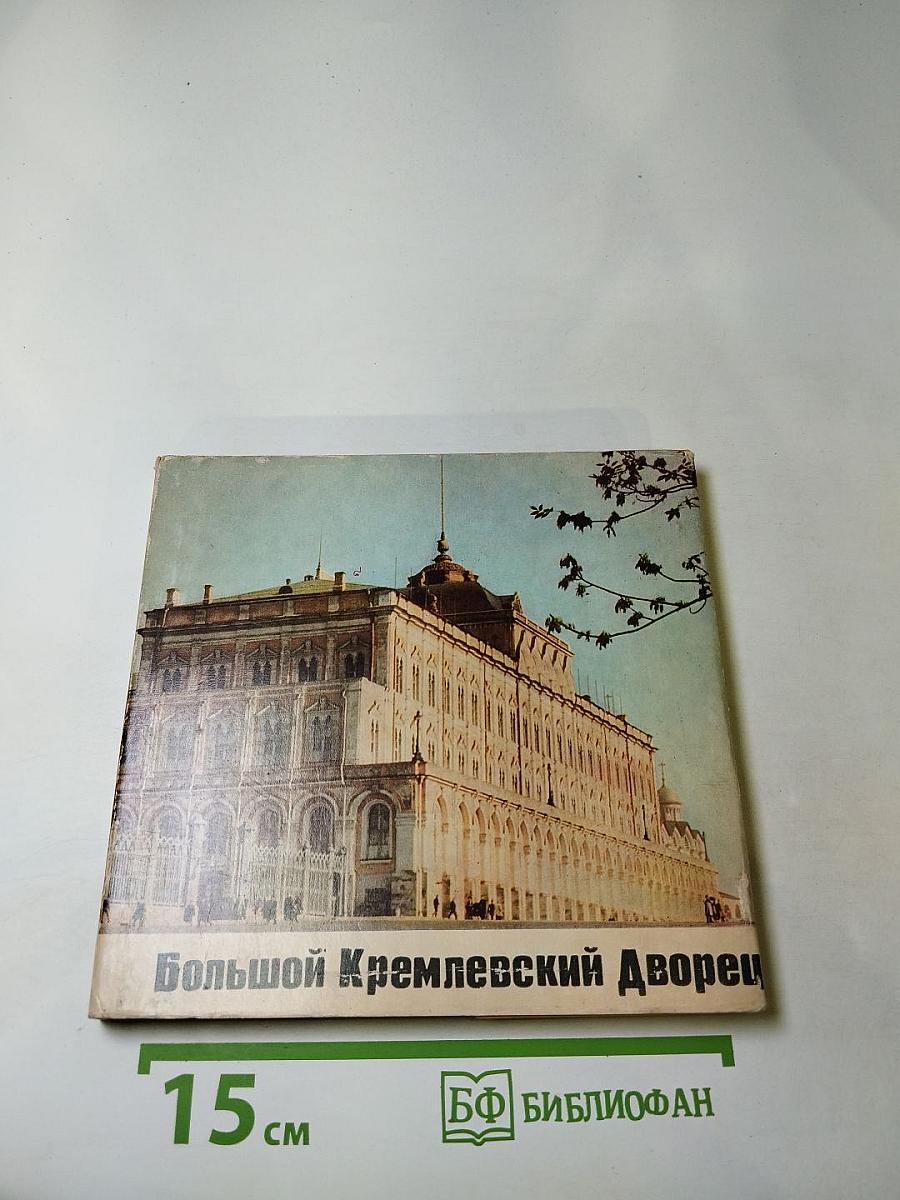 Большой Кремлевский Дворец
15 см
БФ БИБЛИОФАН